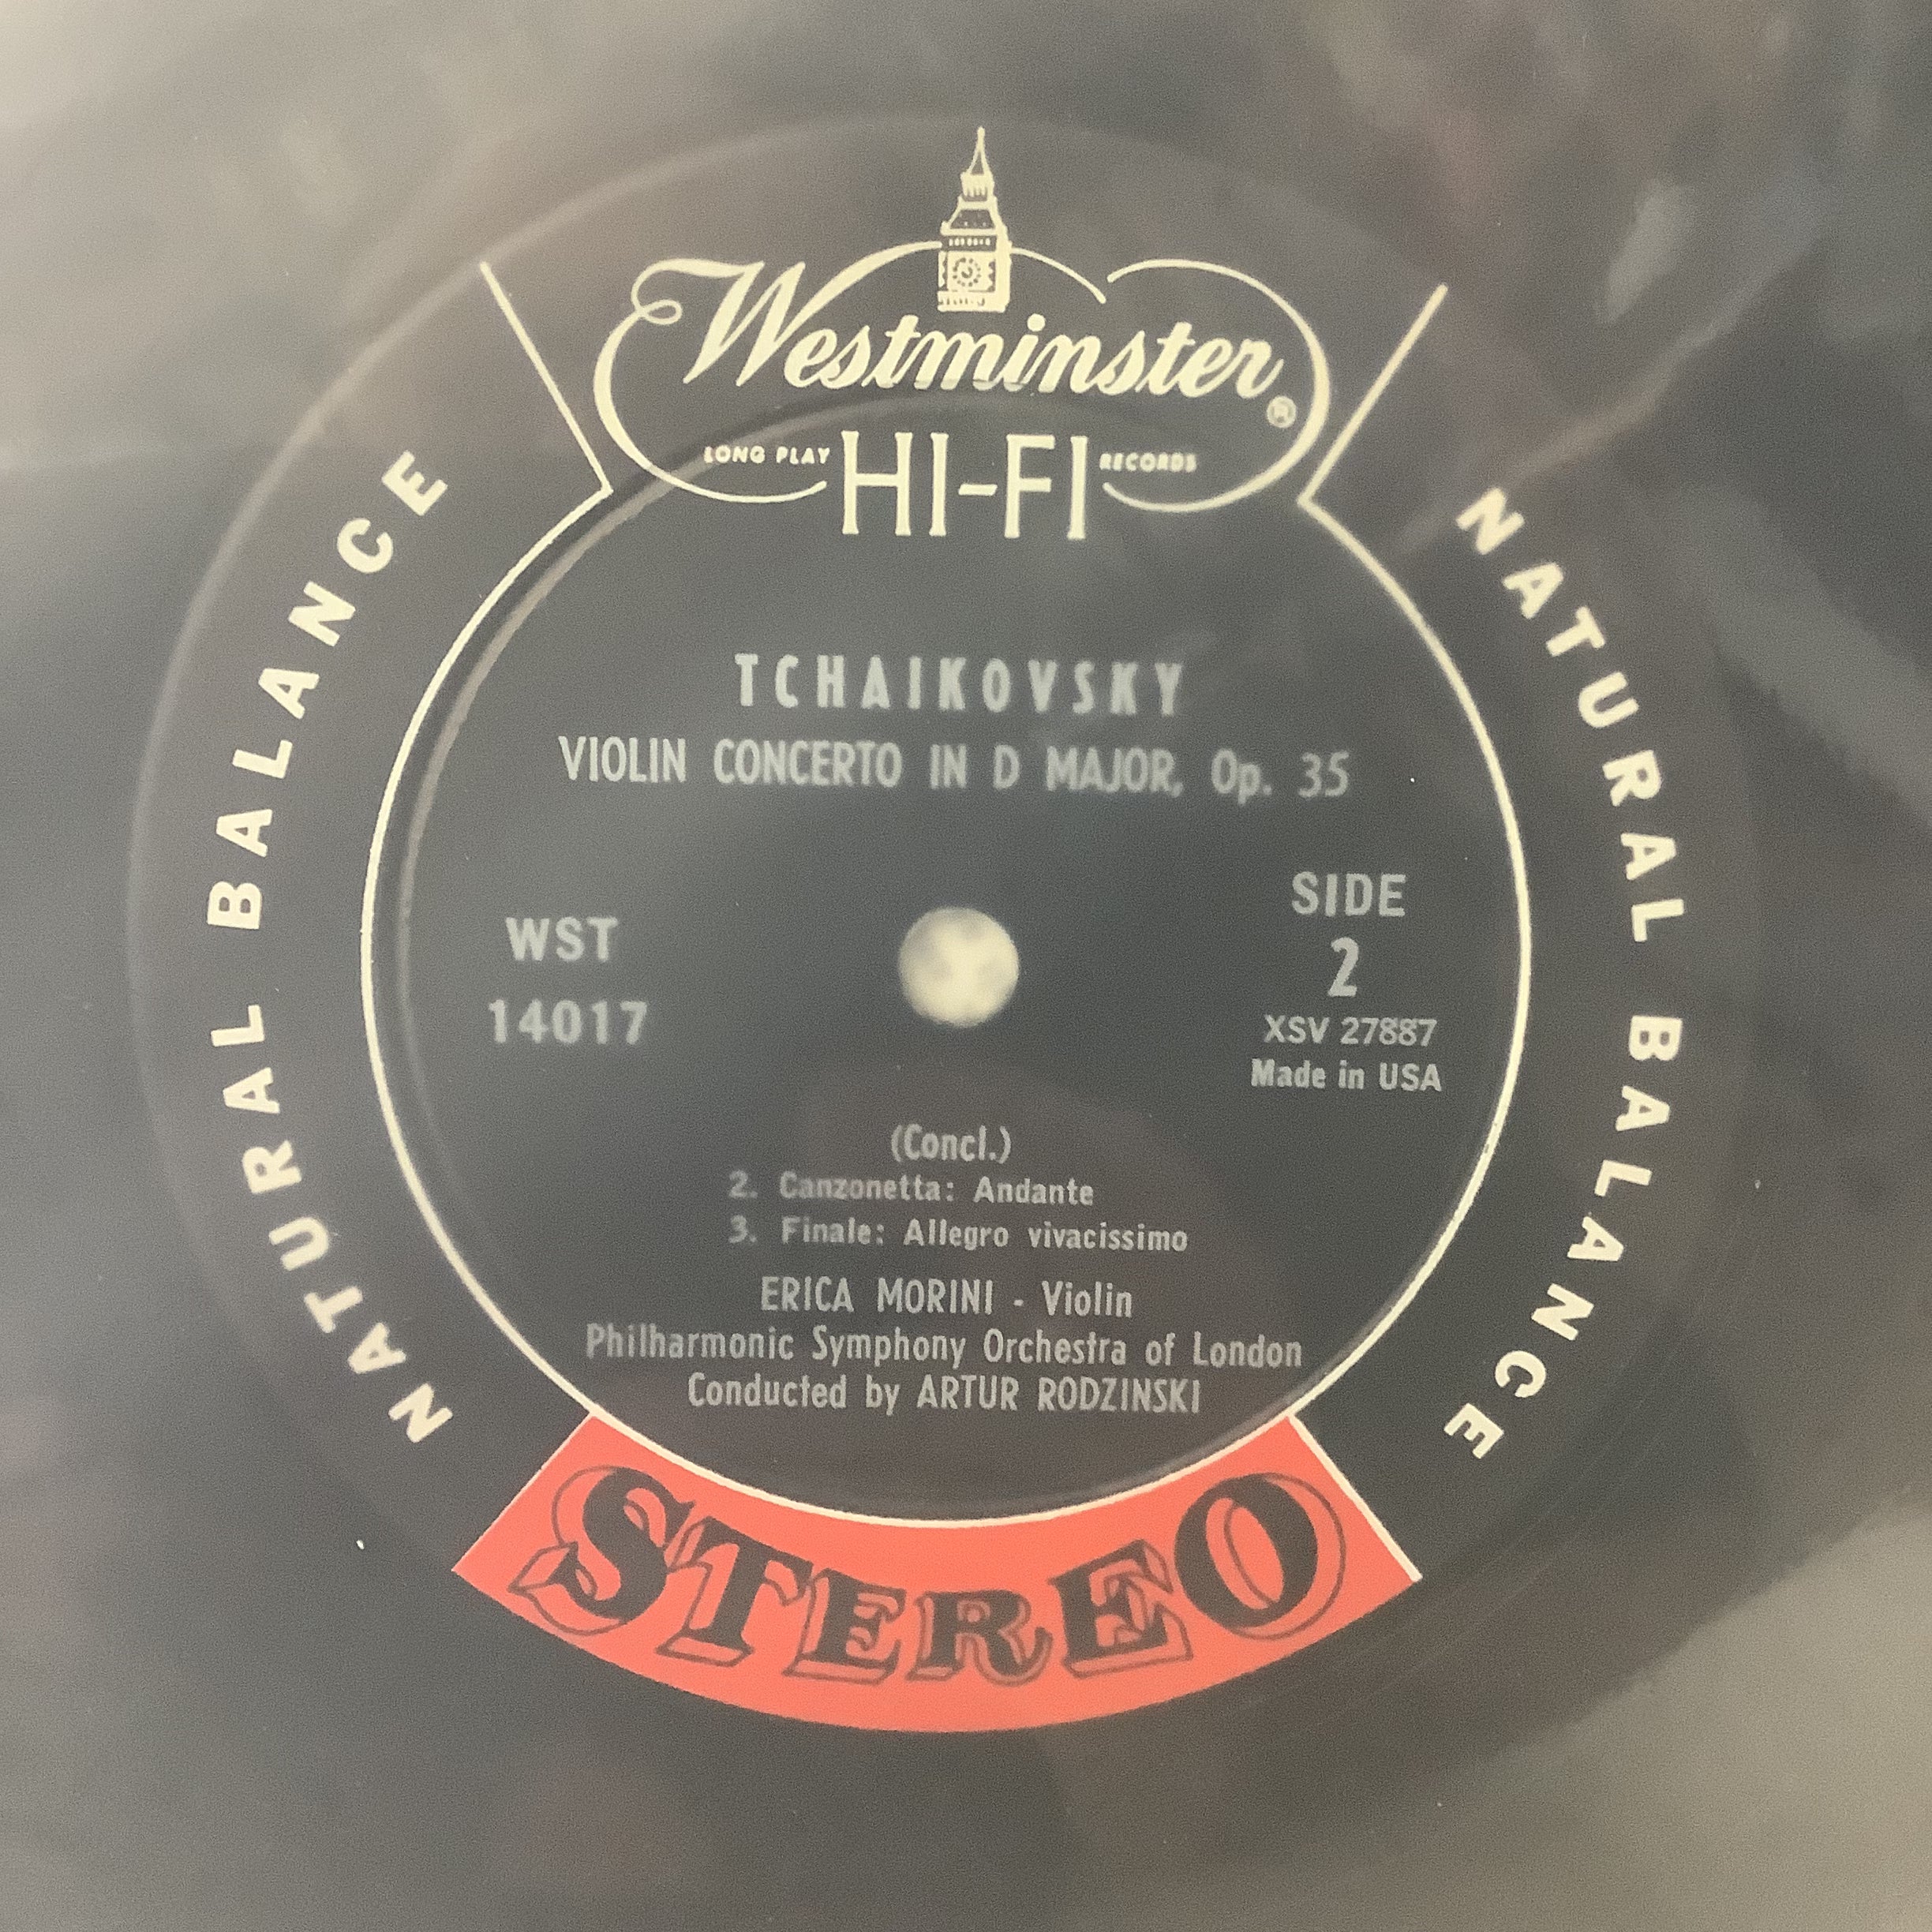 Westminster®
LONG PLAY HI-FI RECORDS
NATURAL BALANCE
NATURAL BALANCE
TCHAIKOVSKY
VIOLIN CONCERTO IN D MAJOR, Op. 35
WST
14017
SIDE
2
XSV 27887
Made in USA
(Concl.)
2. Canzonetta: Andante
3. Finale: Allegro vivacissimo
ERICA MORINI - Violin
Philharmonic Symphony Orchestra of London
Conducted by ARTUR RODZINSKI
STEREO